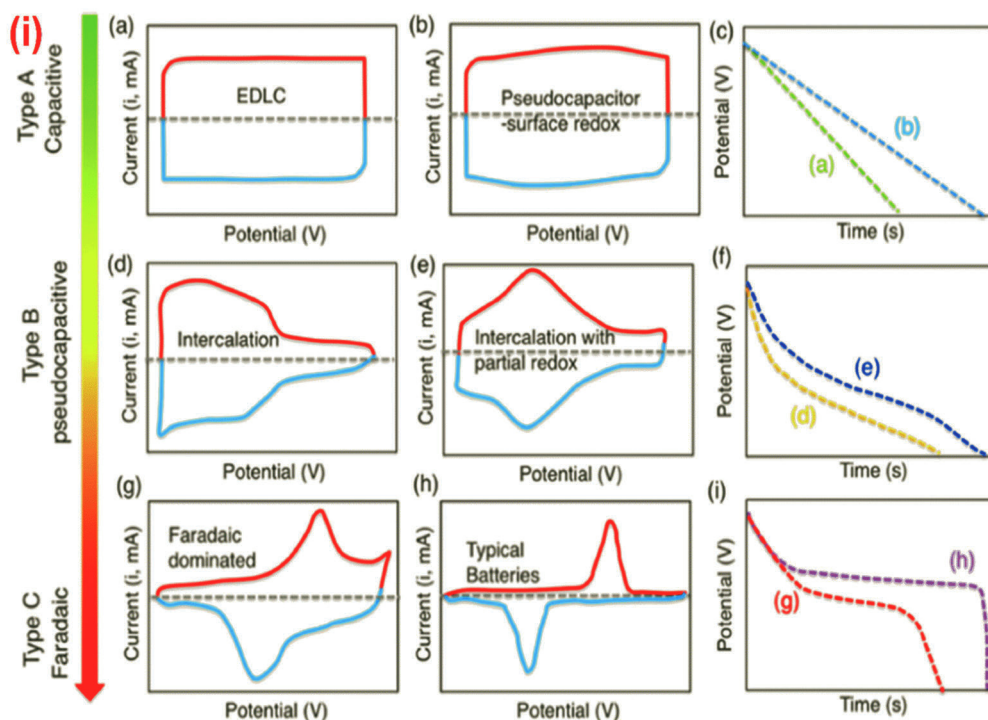 (i)
Type A
Capacitive
(a)
Current (i, mA)
EDLC
Potential (V)
(b)
Current (i, mA)
Pseudocapacitor
-surface redox
Potential (V)
(c)
Potential (V)
(b)
(a)
Time (s)
Type B
pseudocapacitive
(d)
Current (i, mA)
Intercalation
Potential (V)
(e)
Current (i, mA)
Intercalation with
partial redox
Potential (V)
(f)
Potential (V)
(e)
(d)
Time (s)
Type C
Faradaic
(g)
Current (i, mA)
Faradaic
dominated
Potential (V)
(h)
Current (i, mA)
Typical
Batteries
Potential (V)
(i)
Potential (V)
(h)
(g)
Time (s)